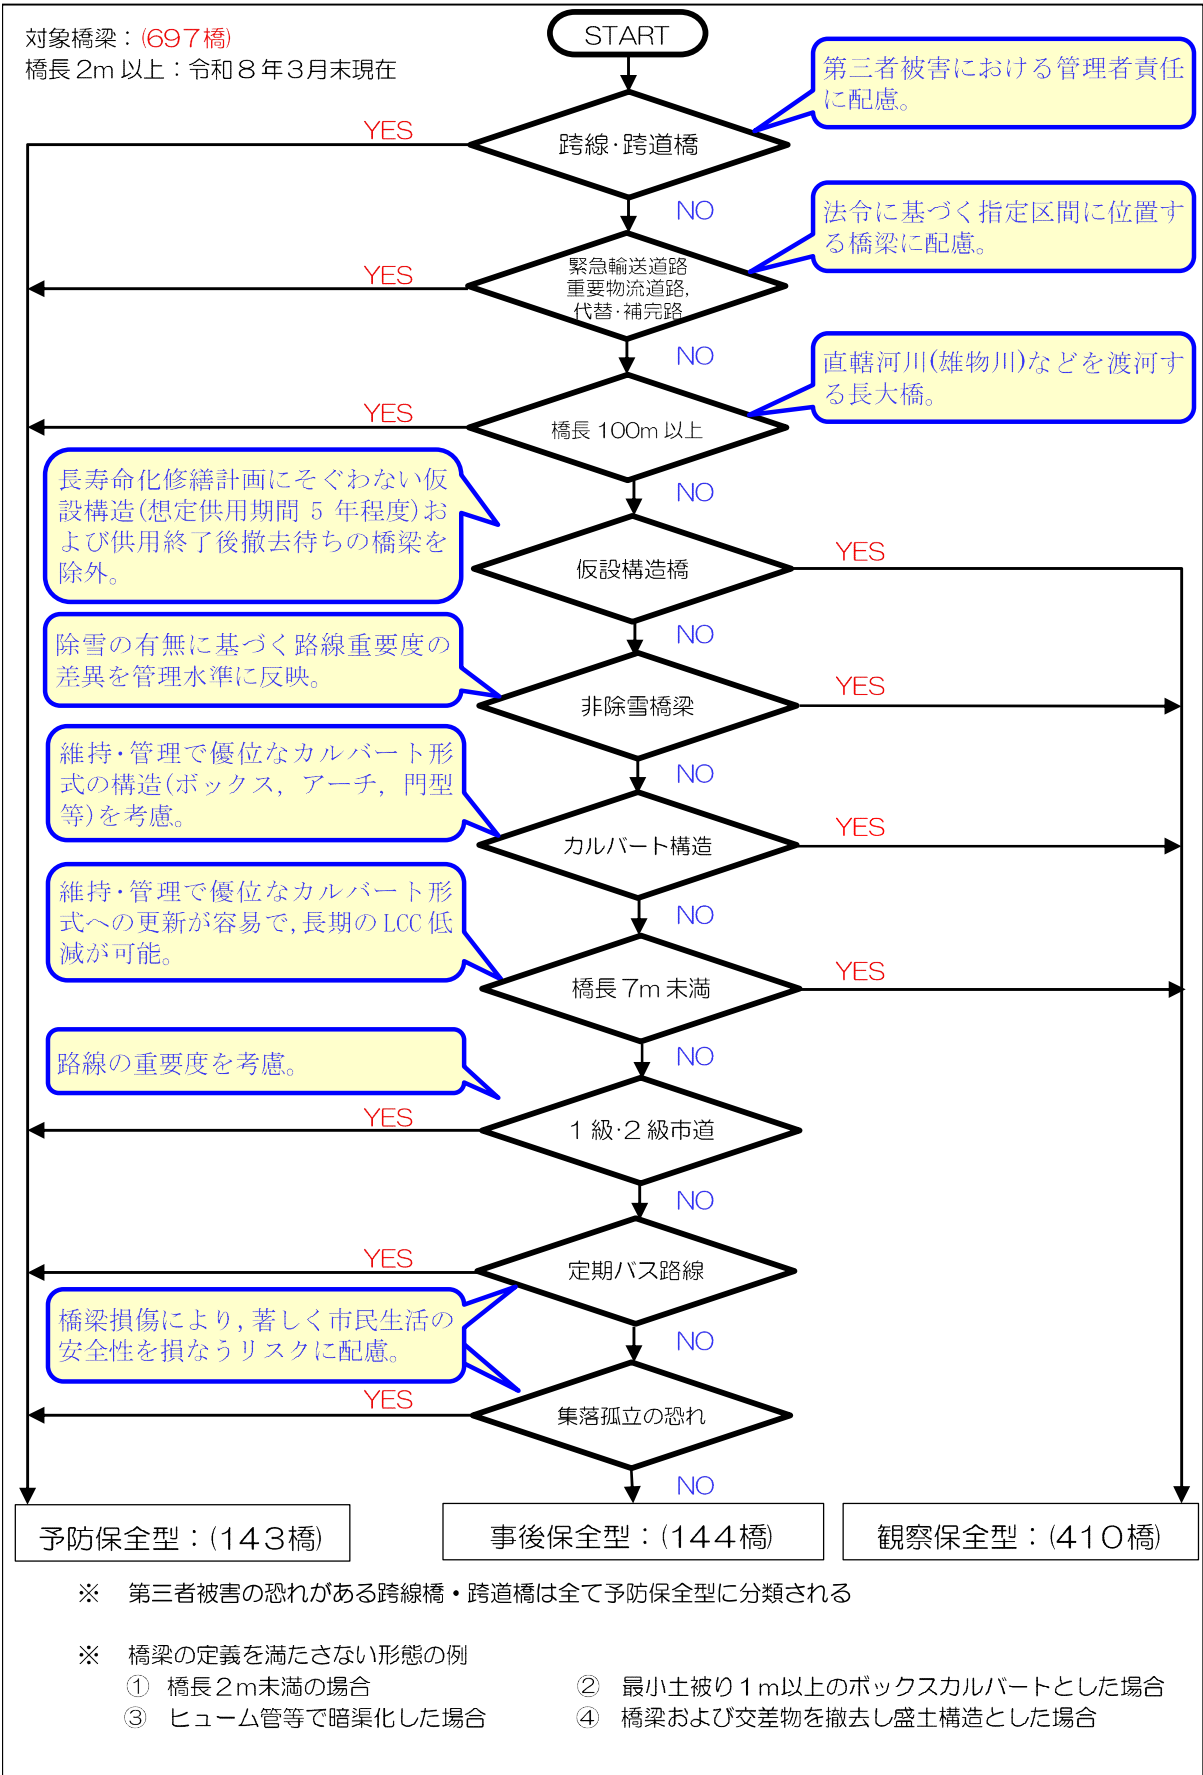 対象橋梁：(697橋)
橋長2m以上：令和8年3月末現在
START
第三者被害における管理者責任
に配慮。
YES
跨線・跨道橋
NO
法令に基づく指定区間に位置す
る橋梁に配慮。
YES
緊急輸送道路
重要物流道路,
代替・補完路
NO
直轄河川(雄物川)などを渡河す
る長大橋。
YES
橋長100m以上
長寿命化修繕計画にそぐわない仮
設構造(想定供用期間5年程度)お
よび供用終了後撤去待ちの橋梁を
除外。
NO
仮設構造橋
YES
除雪の有無に基づく路線重要度の
差異を管理水準に反映。
NO
非除雪橋梁
YES
維持・管理で優位なカルバート形
式の構造(ボックス，アーチ，門型
等)を考慮。
NO
カルバート構造
YES
維持・管理で優位なカルバート形
式への更新が容易で,長期のLCC低
減が可能。
NO
橋長7m未満
YES
路線の重要度を考慮。
NO
YES
1級・2級市道
NO
YES
定期バス路線
橋梁損傷により,著しく市民生活の
安全性を損なうリスクに配慮。
NO
YES
集落孤立の恐れ
NO
予防保全型：(143橋)
事後保全型：(144橋)
観察保全型：(410橋)
※ 第三者被害の恐れがある跨線橋・跨道橋は全て予防保全型に分類される
※ 橋梁の定義を満たさない形態の例
① 橋長2m未満の場合
② 最小土被り1m以上のボックスカルバートとした場合
③ ヒューム管等で暗渠化した場合
④ 橋梁および交差物を撤去し盛土構造とした場合